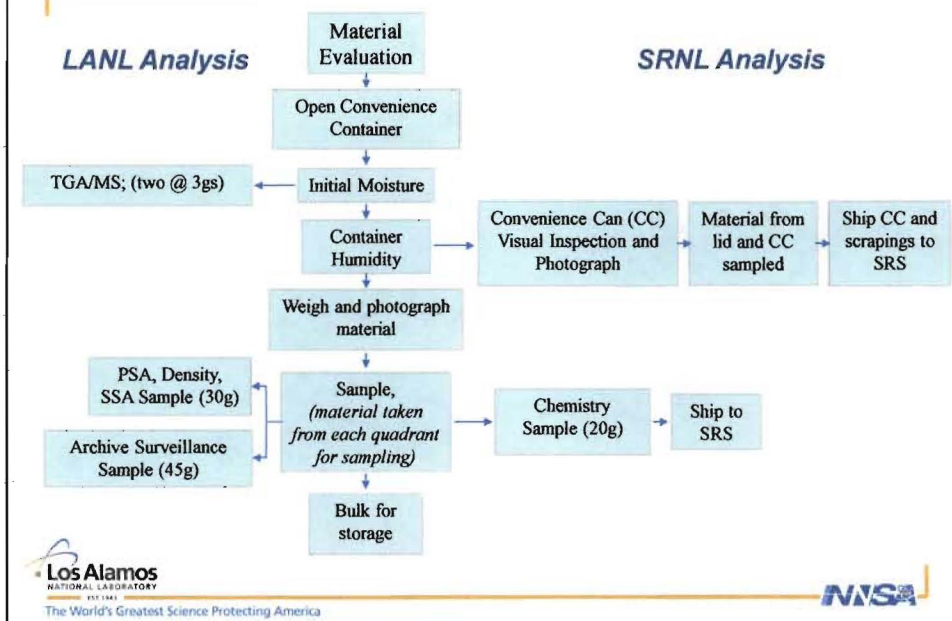 LANL Analysis
Material
Evaluation
SRNL Analysis
Open Convenience
Container
TGA/MS; (two @ 3gs)
Initial Moisture
Container
Humidity
Convenience Can (CC)
Visual Inspection and
Photograph
Material from
lid and CC
sampled
Ship CC and
scrapings to
SRS
Weigh and photograph
material
PSA, Density,
SSA Sample (30g)
Archive Surveillance
Sample (45g)
Sample,
(material taken
from each quadrant
for sampling)
Chemistry
Sample (20g)
Ship to
SRS
Bulk for
storage
Los Alamos
NATIONAL LABORATORY
EST. 1943
The World's Greatest Science Protecting America
NNSA